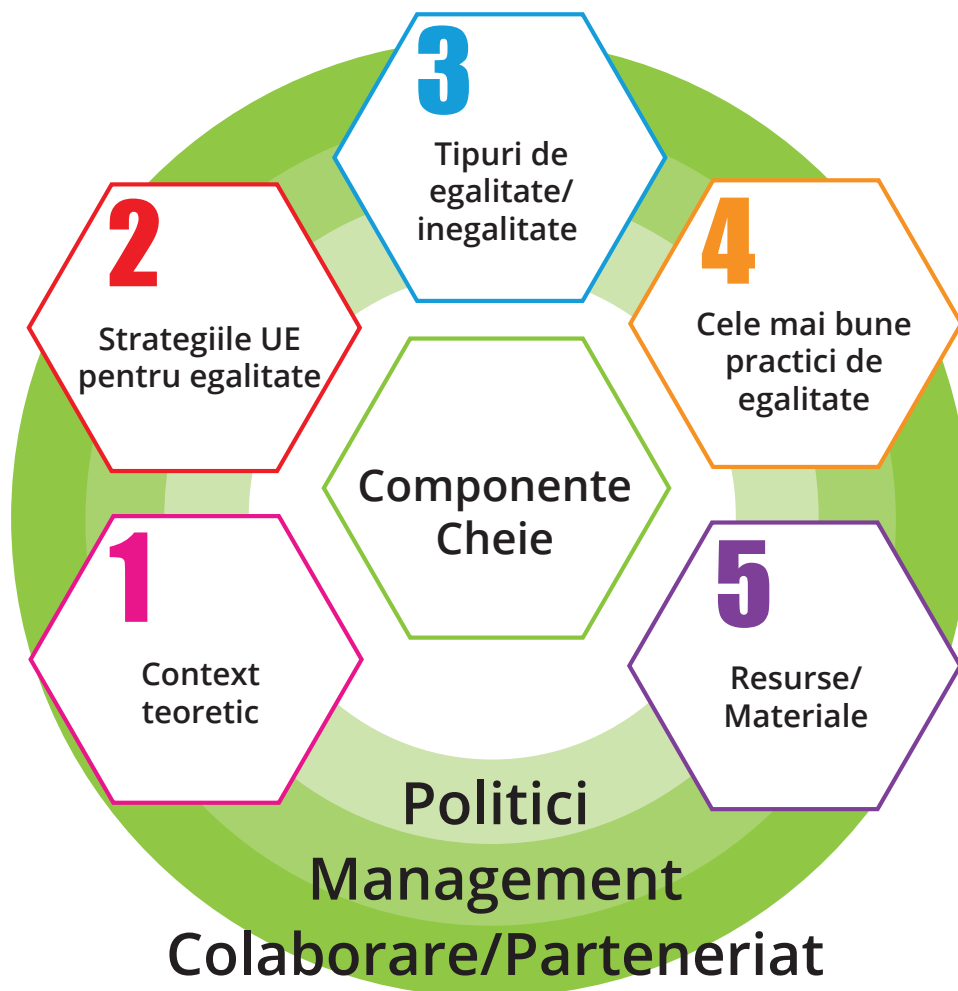 1
Context
teoretic
2
Strategiile UE
pentru egalitate
3
Tipuri de
egalitate/
inegalitate
4
Cele mai bune
practici de
egalitate
5
Resurse/
Materiale
Componente
Cheie
Politici
Management
Colaborare/Parteneriat